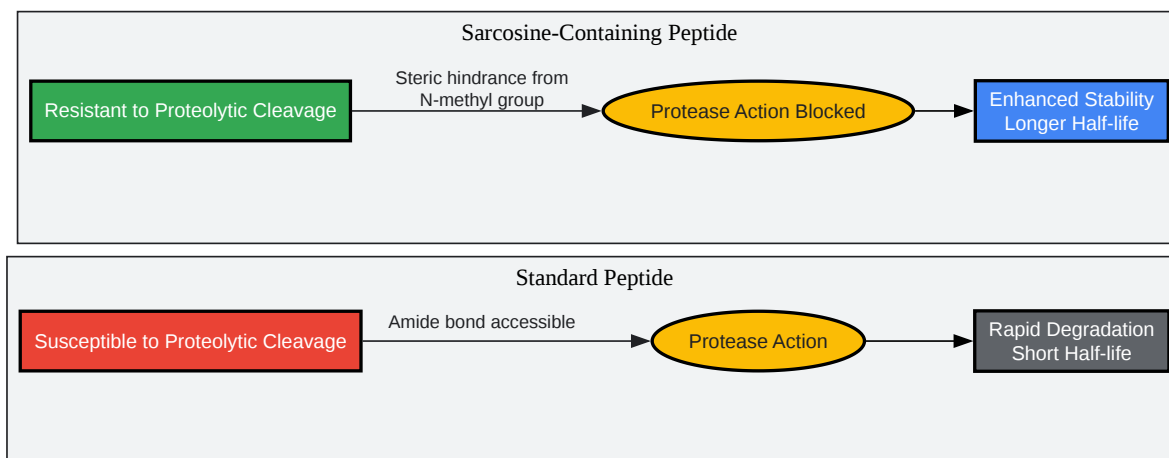 Sarcosine-Containing Peptide
Resistant to Proteolytic Cleavage
Steric hindrance from
N-methyl group
Protease Action Blocked
Enhanced Stability
Longer Half-life
Standard Peptide
Susceptible to Proteolytic Cleavage
Amide bond accessible
Protease Action
Rapid Degradation
Short Half-life